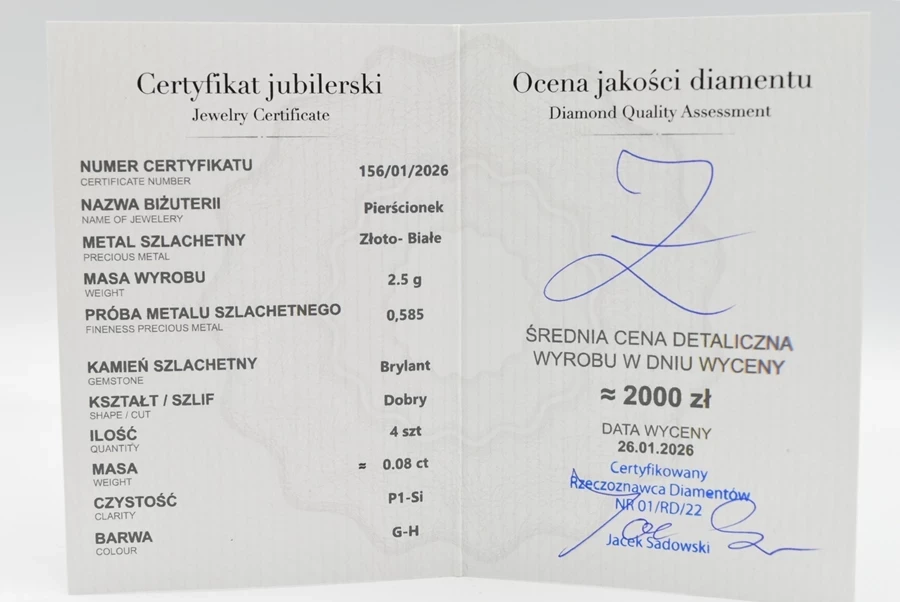 Certyfikat jubilerski
Jewelry Certificate
NUMER CERTYFIKATU 156/01/2026
CERTIFICATE NUMBER
NAZWA BIŻUTERII Pierścionek
NAME OF JEWELERY
METAL SZLACHETNY Złoto- Białe
PRECIOUS METAL
MASA WYROBU 2.5 g
WEIGHT
PRÓBA METALU SZLACHETNEGO 0,585
FINENESS PRECIOUS METAL
KAMIEŃ SZLACHETNY Brylant
GEMSTONE
KSZTAŁT / SZLIF Dobry
SHAPE / CUT
ILOŚĆ 4 szt
QUANTITY
MASA ≈ 0.08 ct
WEIGHT
CZYSTOŚĆ P1-Si
CLARITY
BARWA G-H
COLOUR
Ocena jakości diamentu
Diamond Quality Assessment
ŚREDNIA CENA DETALICZNA
WYROBU W DNIU WYCENY
≈ 2000 zł
DATA WYCENY
26.01.2026
Certyfikowany
Rzeczoznawca Diamentów
NR 01/RD/22
Jacek Sadowski